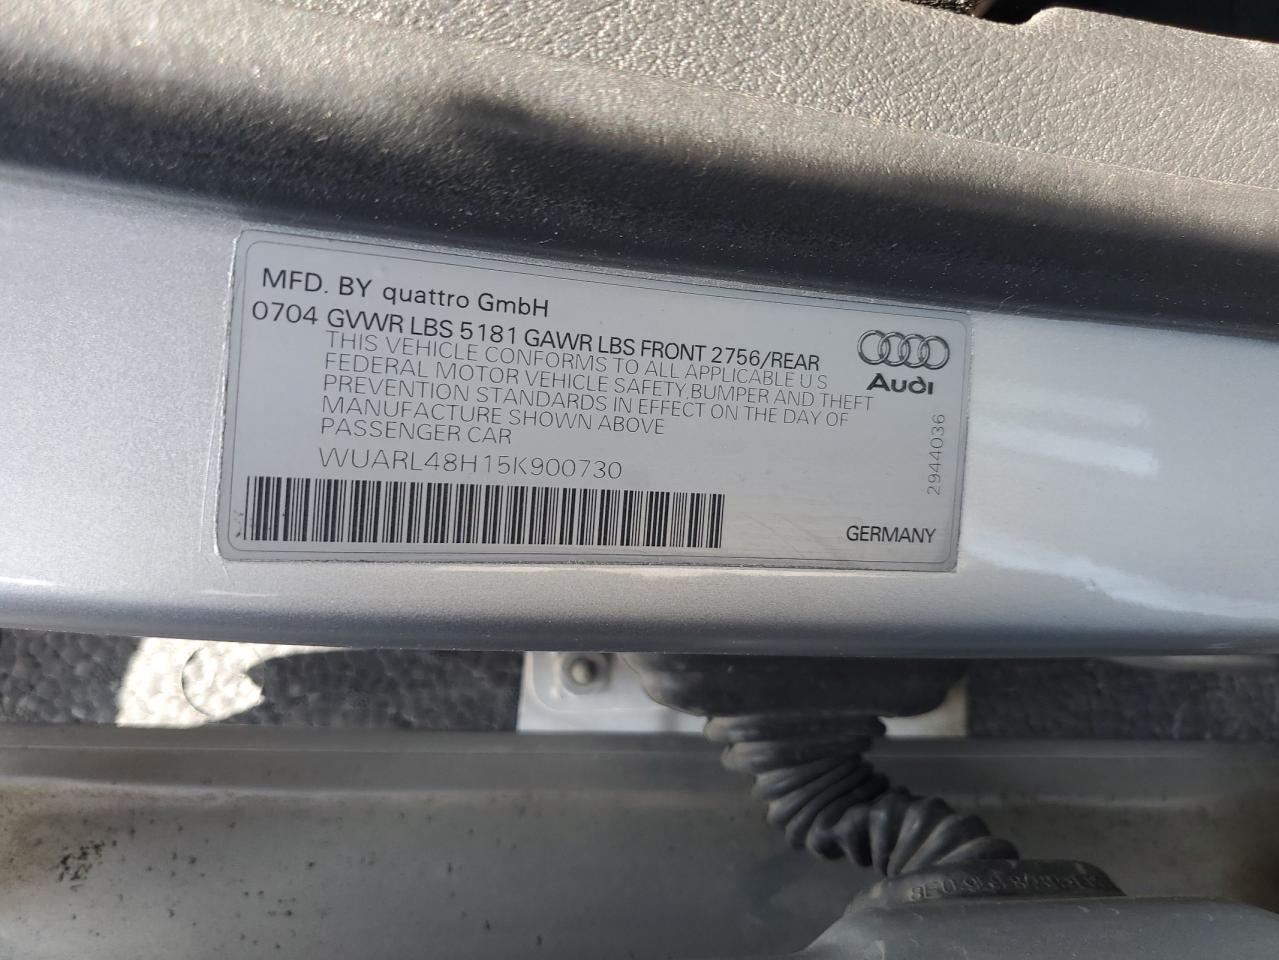 MFD. BY quattro GmbH
0704 GVWR LBS 5181 GAWR LBS FRONT 2756/REAR
THIS VEHICLE CONFORMS TO ALL APPLICABLE U S
FEDERAL MOTOR VEHICLE SAFETY,BUMPER AND THEFT
PREVENTION STANDARDS IN EFFECT ON THE DAY OF
MANUFACTURE SHOWN ABOVE
PASSENGER CAR
WUARL48H15K900730
Audi
2944036
GERMANY